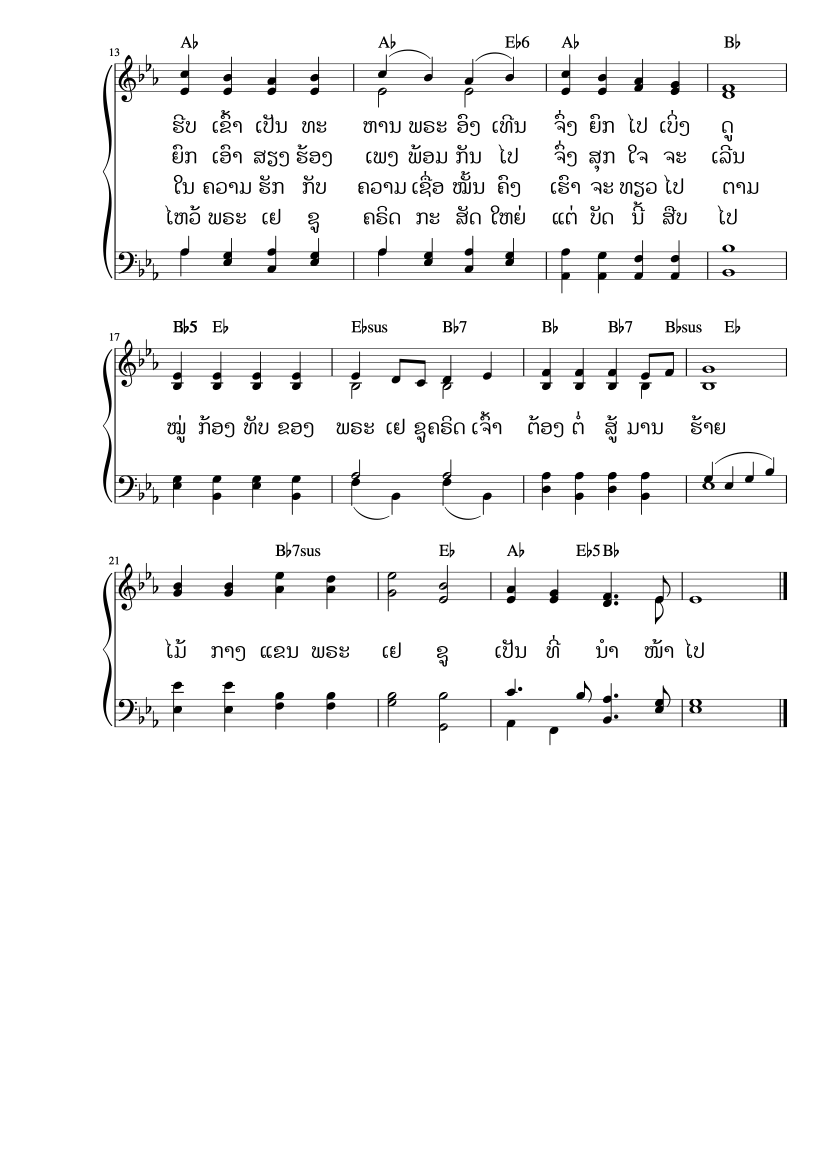 13 A♭ A♭ E♭6 A♭ B♭
ຮີບ ເຂົ້າ ເປັນ ທະ ຫານ ພຣະ ອົງ ເທີນ ຈຶ່ງ ຍົກ ໄປ ເບິ່ງ ດູ
ຍົກ ເອົາ ສຽງ ຮ້ອງ ເພງ ພ້ອມ ກັນ ໄປ ຈຶ່ງ ສຸກ ໃຈ ຈະ ເລີນ
ໃນ ຄວາມ ຮັກ ກັບ ຄວາມ ເຊື່ອ ໝັ້ນ ຄົງ ເຮົາ ຈະ ທຽວ ໄປ ຕາມ
ໄຫວ້ ພຣະ ເຢ ຊູ ຄຣິດ ກະ ສັດ ໃຫຍ່ ແຕ່ ບັດ ນີ້ ສືບ ໄປ
17 B♭5 E♭ E♭sus B♭7 B♭ B♭7 B♭sus E♭
ໝູ່ ກ້ອງ ທັບ ຂອງ ພຣະ ເຢ ຊູຄຣິດ ເຈົ້າ ຕ້ອງ ຕໍ່ ສູ້ ມານ ຮ້າຍ
21 B♭7sus E♭ A♭ E♭5 B♭
ໄມ້ ກາງ ແຂນ ພຣະ ເຢ ຊູ ເປັນ ທີ່ ນຳ ໜ້າ ໄປ